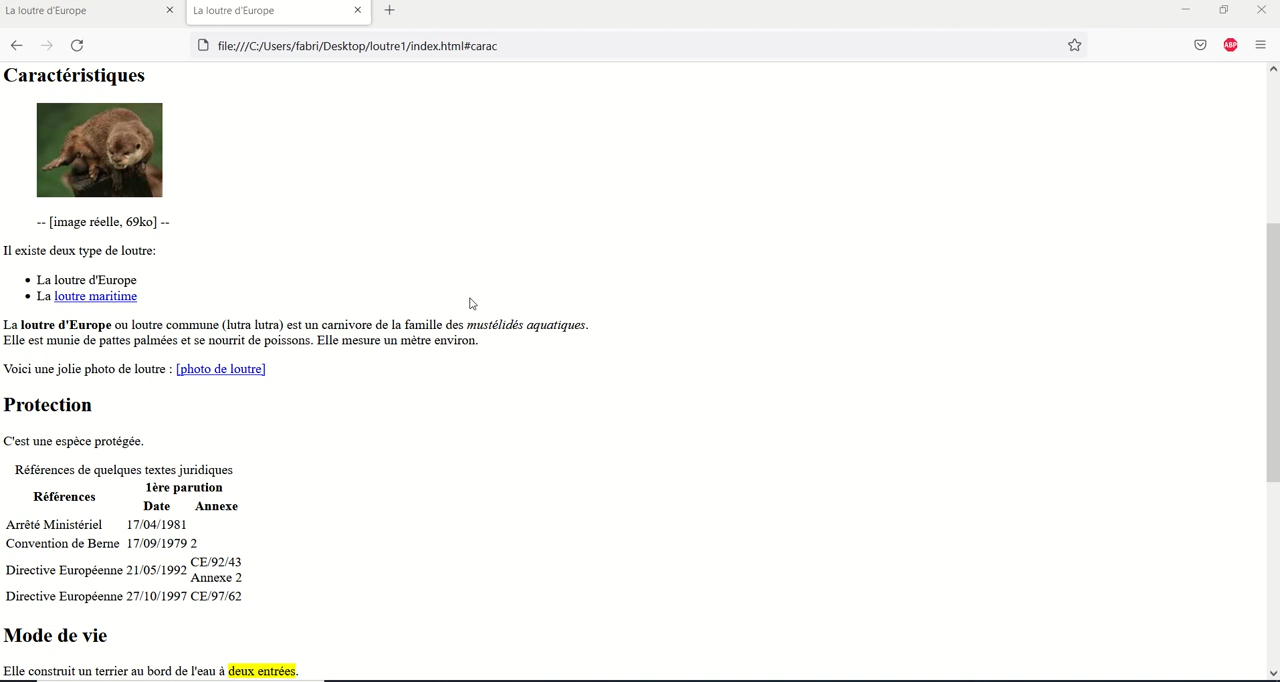 La loutre d'Europe
La loutre d'Europe
file:///C:/Users/fabri/Desktop/loutre1/index.html#carac
ABP
Caractéristiques
-- [image réelle, 69ko] --
Il existe deux type de loutre:
• La loutre d'Europe
• La loutre maritime
La loutre d'Europe ou loutre commune (lutra lutra) est un carnivore de la famille des mustélidés aquatiques.
Elle est munie de pattes palmées et se nourrit de poissons. Elle mesure un mètre environ.
Voici une jolie photo de loutre : [photo de loutre]
Protection
C'est une espèce protégée.
Références de quelques textes juridiques
Références 1ère parution
Date Annexe
Arrêté Ministériel 17/04/1981
Convention de Berne 17/09/1979 2
Directive Européenne 21/05/1992 CE/92/43
Annexe 2
Directive Européenne 27/10/1997 CE/97/62
Mode de vie
Elle construit un terrier au bord de l'eau à deux entrées.